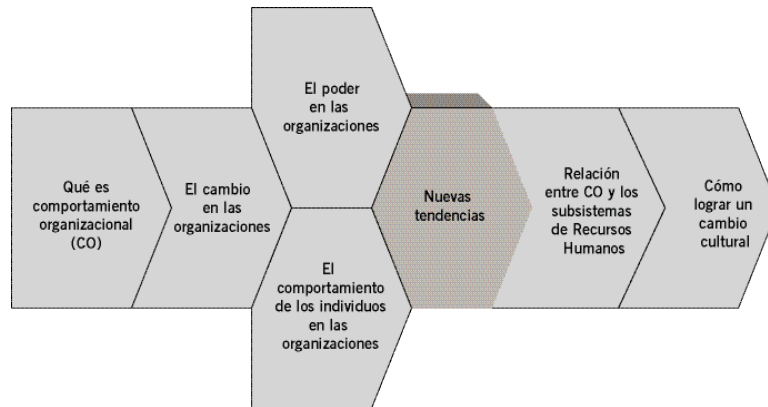 Qué es
comportamiento
organizacional
(CO)
El cambio
en las
organizaciones
El poder
en las
organizaciones
El
comportamiento
de los individuos
en las
organizaciones
Nuevas
tendencias
Relación
entre CO y los
subsistemas
de Recursos
Humanos
Cómo
lograr un
cambio
cultural